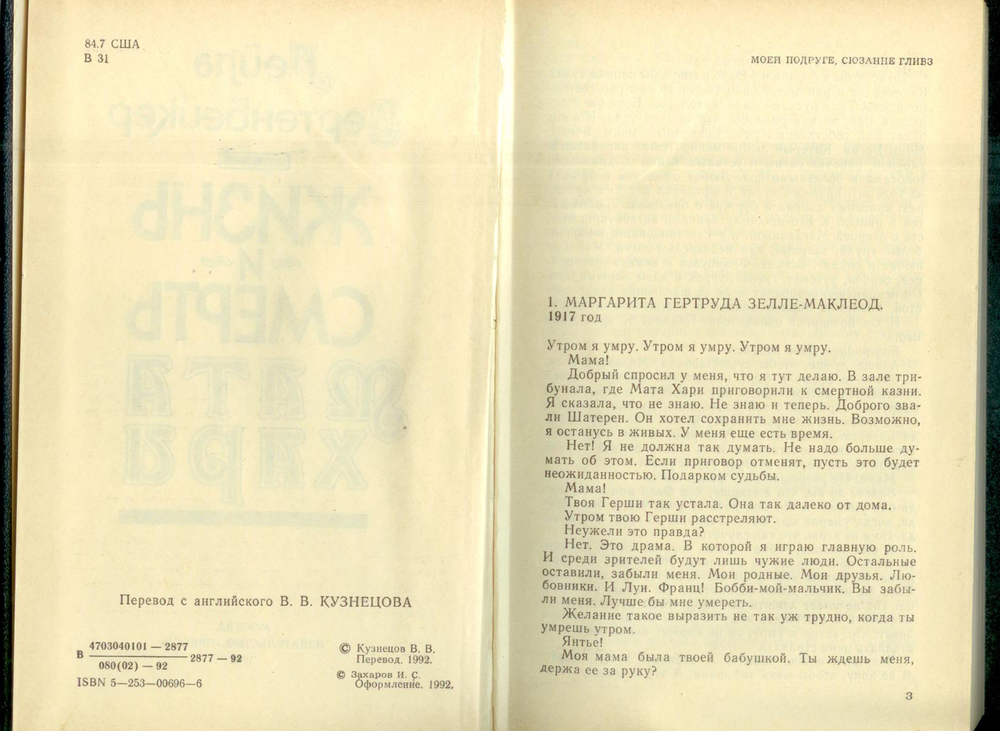 84.7 США
В 31
Перевод с английского В. В. КУЗНЕЦОВА
В 4703040101 — 2877
080(02) — 92
2877 — 92
ISBN 5—253—00696—6
© Кузнецов В. В.
Перевод. 1992.
© Захаров И. С.
Оформление. 1992.
МОЕЙ ПОДРУГЕ, СЮЗАННЕ ГЛИВЗ
1. МАРГАРИТА ГЕРТРУДА ЗЕЛЛЕ-МАКЛЕОД.
1917 год
Утром я умру. Утром я умру. Утром я умру.
Мама!
Добрый спросил у меня, что я тут делаю. В зале три-
бунала, где Мата Хари приговорили к смертной казни.
Я сказала, что не знаю. Не знаю и теперь. Доброго зва-
ли Шатерен. Он хотел сохранить мне жизнь. Возможно,
я останусь в живых. У меня еще есть время.
Нет! Я не должна так думать. Не надо больше ду-
мать об этом. Если приговор отменят, пусть это будет
неожиданностью. Подарком судьбы.
Мама!
Твоя Герши так устала. Она так далеко от дома.
Утром твою Герши расстреляют.
Неужели это правда?
Нет. Это драма. В которой я играю главную роль.
И среди зрителей будут лишь чужие люди. Остальные
оставили, забыли меня. Мои родные. Мои друзья. Лю-
бовники. И Луи. Франц! Бобби-мой-мальчик. Вы забы-
ли меня. Лучше бы мне умереть.
Желание такое выразить не так уж трудно, когда ты
умрешь утром.
Янтье!
Моя мама была твоей бабушкой. Ты ждешь меня,
держа ее за руку?
3